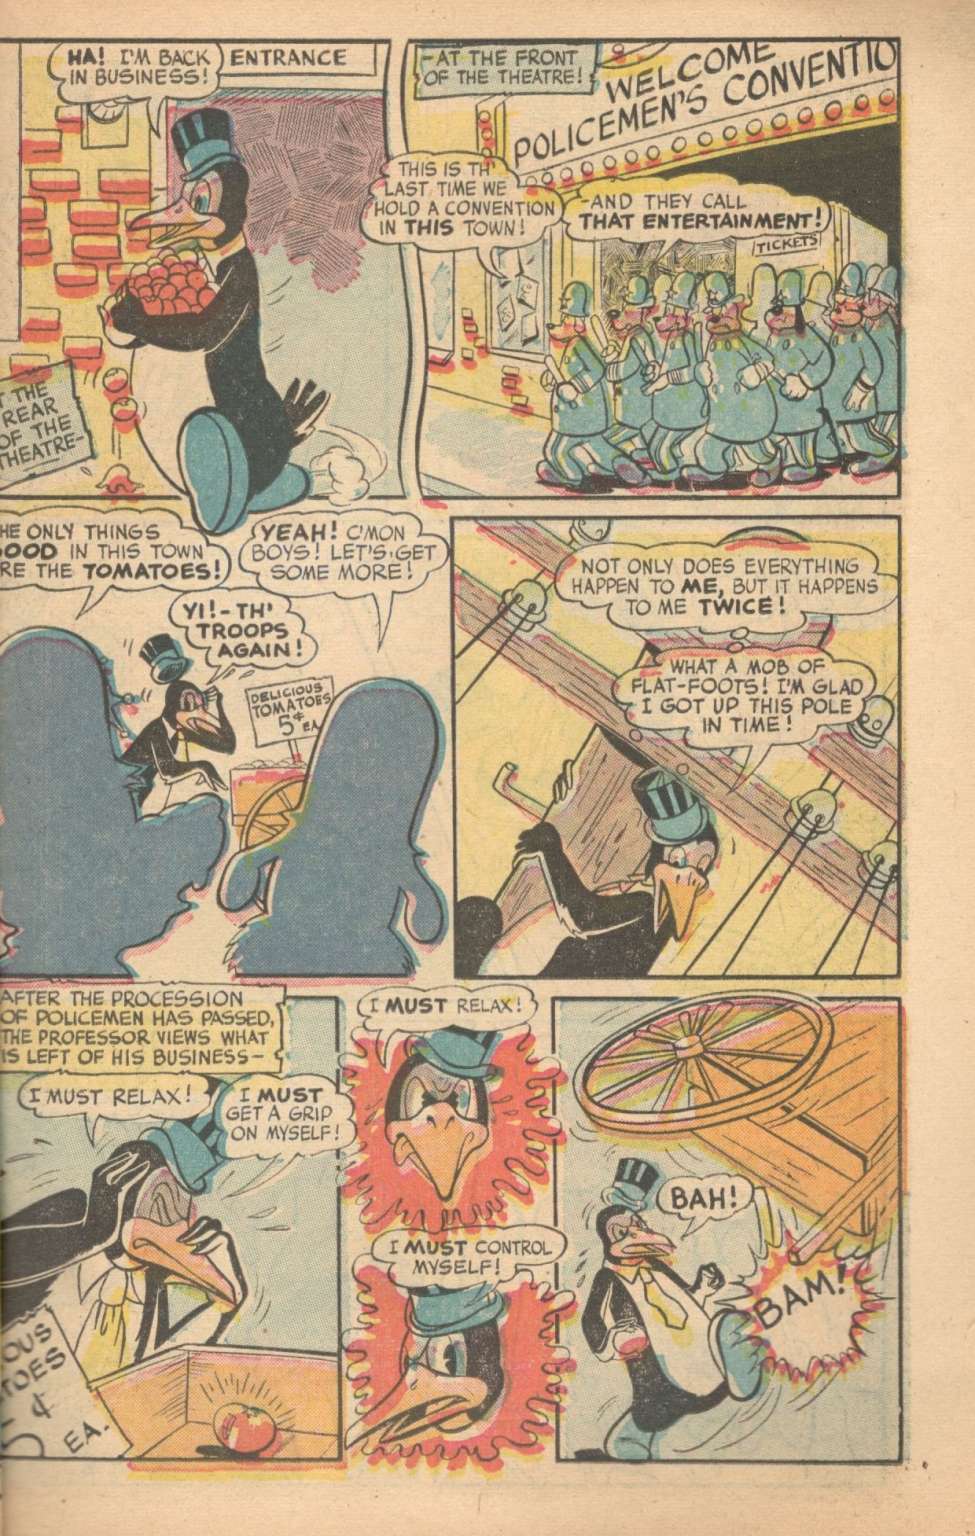 HA! I'M BACK
IN BUSINESS!
ENTRANCE
T THE
REAR
OF THE
THEATRE-
-AT THE FRONT
OF THE THEATRE!
WELCOME
POLICEMEN'S CONVENTIO
THIS IS TH'
LAST TIME WE
HOLD A CONVENTION
IN THIS TOWN!
-AND THEY CALL
THAT ENTERTAINMENT!
TICKETS
HE ONLY THINGS
OOD IN THIS TOWN
RE THE TOMATOES!
YEAH! C'MON
BOYS! LET'S GET
SOME MORE!
YI!-TH'
TROOPS
AGAIN!
DELICIOUS
TOMATOES
5¢
EA.
NOT ONLY DOES EVERYTHING
HAPPEN TO ME, BUT IT HAPPENS
TO ME TWICE!
WHAT A MOB OF
FLAT-FOOTS! I'M GLAD
I GOT UP THIS POLE
IN TIME!
AFTER THE PROCESSION
OF POLICEMEN HAS PASSED,
THE PROFESSOR VIEWS WHAT
IS LEFT OF HIS BUSINESS-
I MUST RELAX!
I MUST
GET A GRIP
ON MYSELF!
OUS
TOES
5¢
EA.
I MUST RELAX!
I MUST CONTROL
MYSELF!
BAH!
BAM!